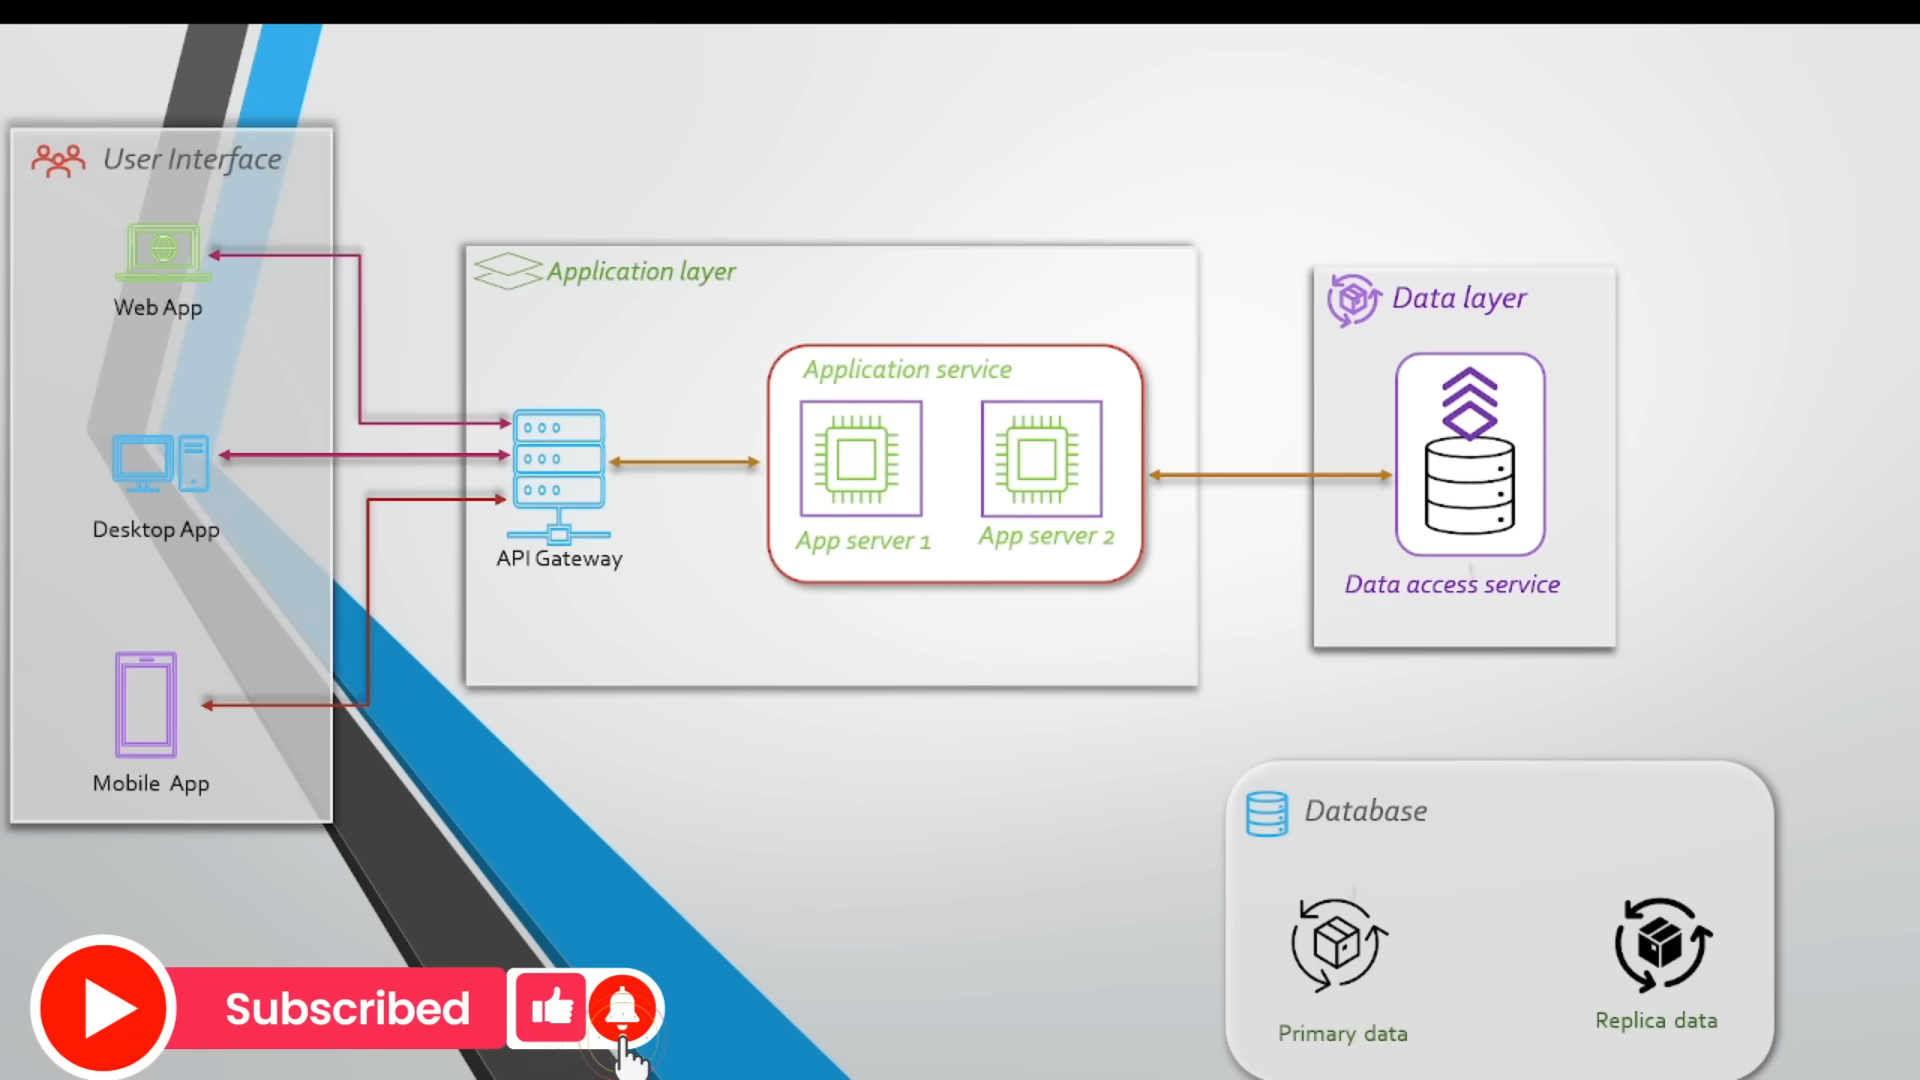 User Interface
Web App
Desktop App
Mobile App
Application layer
API Gateway
Application service
App server 1
App server 2
Data layer
Data access service
Database
Primary data
Replica data
Subscribed